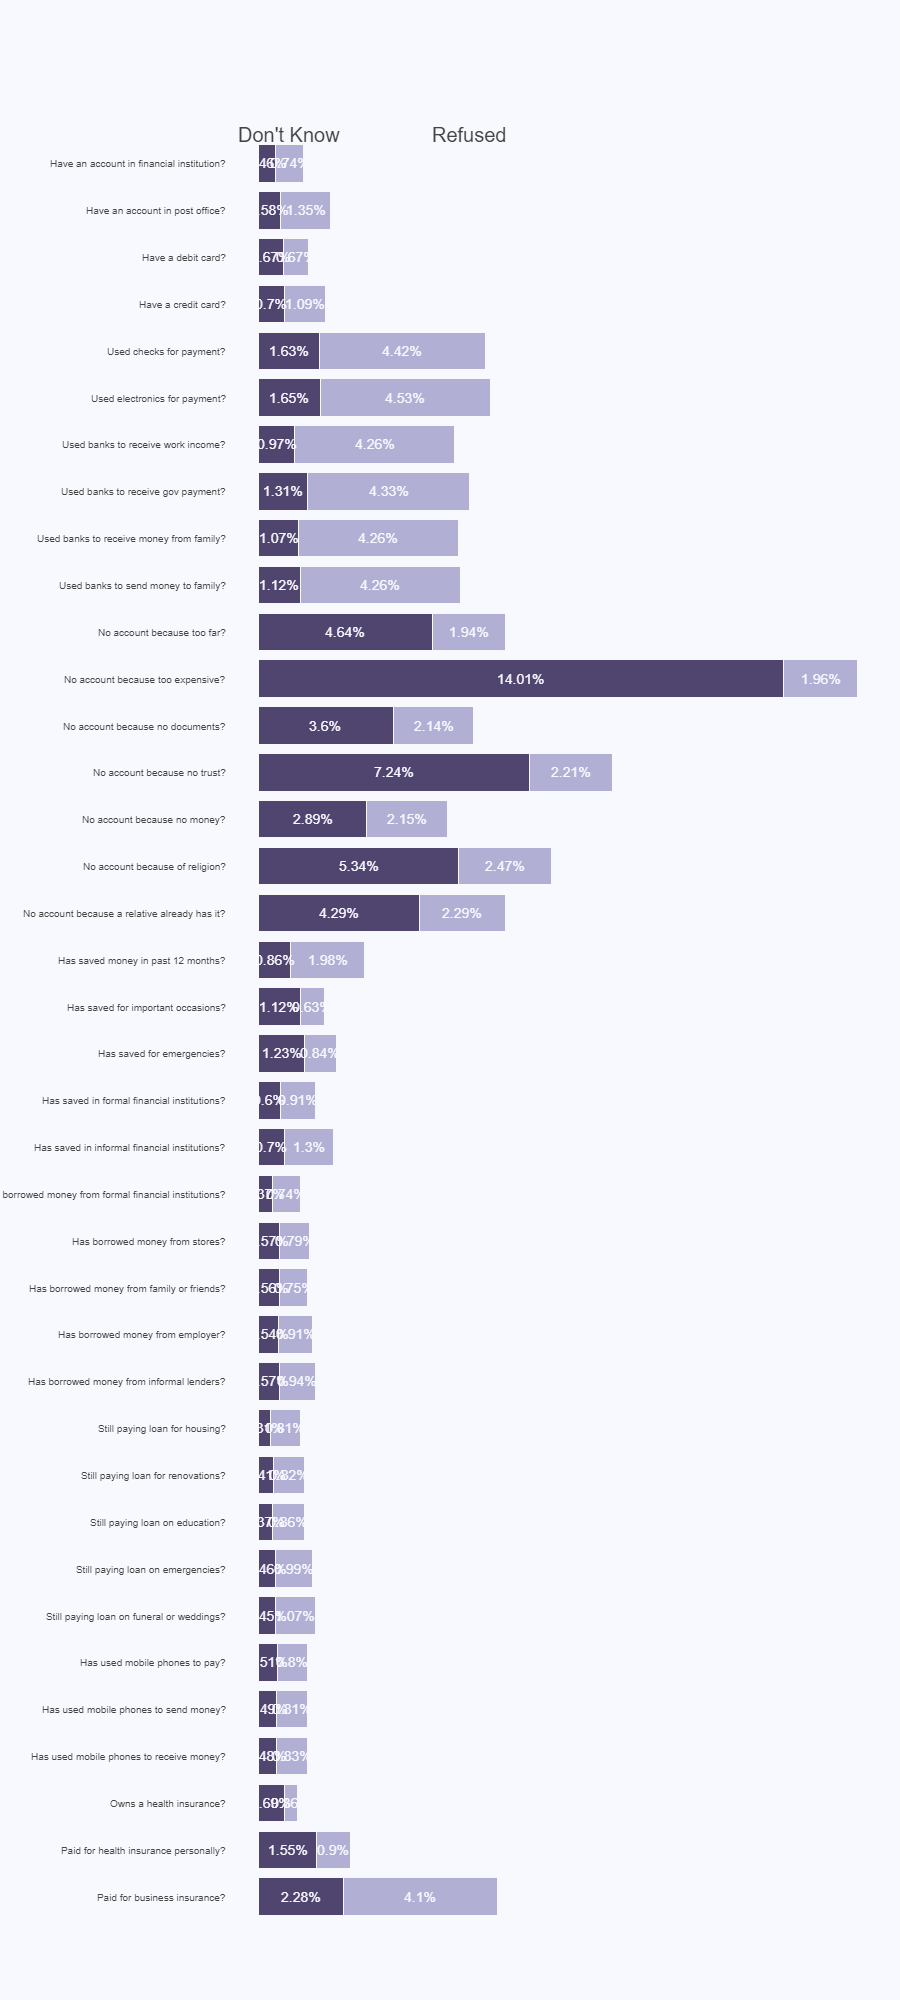 Don't Know Refused
Have an account in financial institution?
Have an account in post office? .58% 1.35%
Have a debit card? .67%
Have a credit card? 0.7% 1.09%
Used checks for payment? 1.63% 4.42%
Used electronics for payment? 1.65% 4.53%
Used banks to receive work income? 0.97% 4.26%
Used banks to receive gov payment? 1.31% 4.33%
Used banks to receive money from family? 1.07% 4.26%
Used banks to send money to family? 1.12% 4.26%
No account because too far? 4.64% 1.94%
No account because too expensive? 14.01% 1.96%
No account because no documents? 3.6% 2.14%
No account because no trust? 7.24% 2.21%
No account because no money? 2.89% 2.15%
No account because of religion? 5.34% 2.47%
No account because a relative already has it? 4.29% 2.29%
Has saved money in past 12 months? 0.86% 1.98%
Has saved for important occasions? 1.12% 0.63%
Has saved for emergencies? 1.23% 0.84%
Has saved in formal financial institutions? 0.6% 0.91%
Has saved in informal financial institutions? 0.7% 1.3%
borrowed money from formal financial institutions?
Has borrowed money from stores?
Has borrowed money from family or friends?
Has borrowed money from employer?
Has borrowed money from informal lenders?
Still paying loan for housing?
Still paying loan for renovations?
Still paying loan on education?
Still paying loan on emergencies?
Still paying loan on funeral or weddings?
Has used mobile phones to pay?
Has used mobile phones to send money?
Has used mobile phones to receive money?
Owns a health insurance?
Paid for health insurance personally? 1.55% 0.9%
Paid for business insurance? 2.28% 4.1%